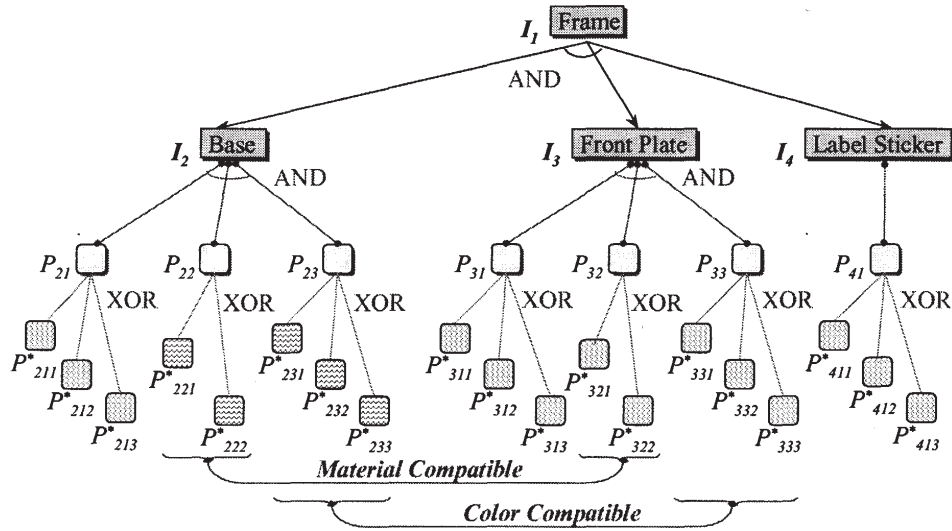 I1 Frame
AND
I2 Base
I3 Front Plate
I4 Label Sticker
AND
AND
P21
P22
P23
P31
P32
P33
P41
XOR
XOR
XOR
XOR
XOR
XOR
XOR
P*211
P*212
P*213
P*221
P*222
P*231
P*232
P*233
P*311
P*312
P*313
P*321
P*322
P*331
P*332
P*333
P*411
P*412
P*413
Material Compatible
Color Compatible